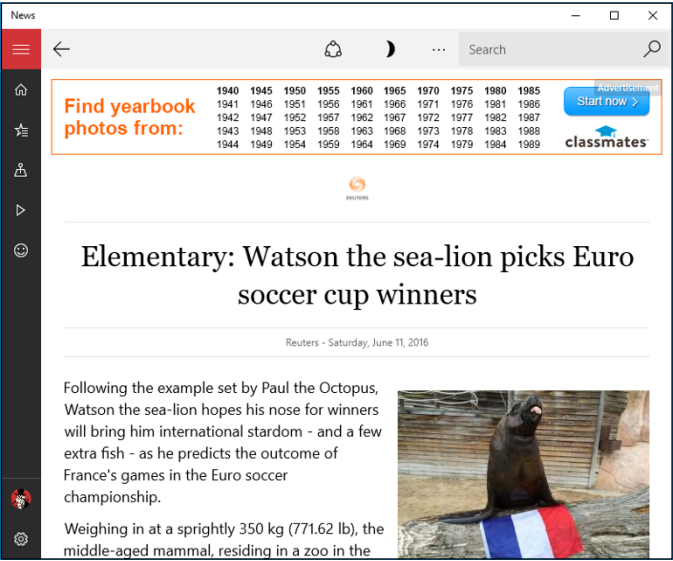 News
Search
Advertisement
Find yearbook
photos from:
1940 1945 1950 1955 1960 1965 1970 1975 1980 1985
1941 1946 1951 1956 1961 1966 1971 1976 1981 1986
1942 1947 1952 1957 1962 1967 1972 1977 1982 1987
1943 1948 1953 1958 1963 1968 1973 1978 1983 1988
1944 1949 1954 1959 1964 1969 1974 1979 1984 1989
Start now >
classmates
REUTERS
Elementary: Watson the sea-lion picks Euro
soccer cup winners
Reuters - Saturday, June 11, 2016
Following the example set by Paul the Octopus,
Watson the sea-lion hopes his nose for winners
will bring him international stardom - and a few
extra fish - as he predicts the outcome of
France's games in the Euro soccer
championship.
Weighing in at a sprightly 350 kg (771.62 lb), the
middle-aged mammal, residing in a zoo in the